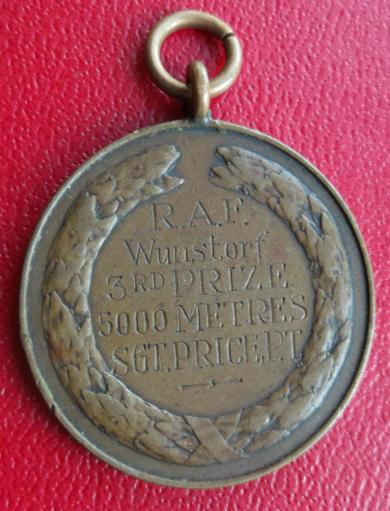 R.A.F.
Wunstorf
3RD PRIZE
5000 METRES
SGT. PRICE, P.T.